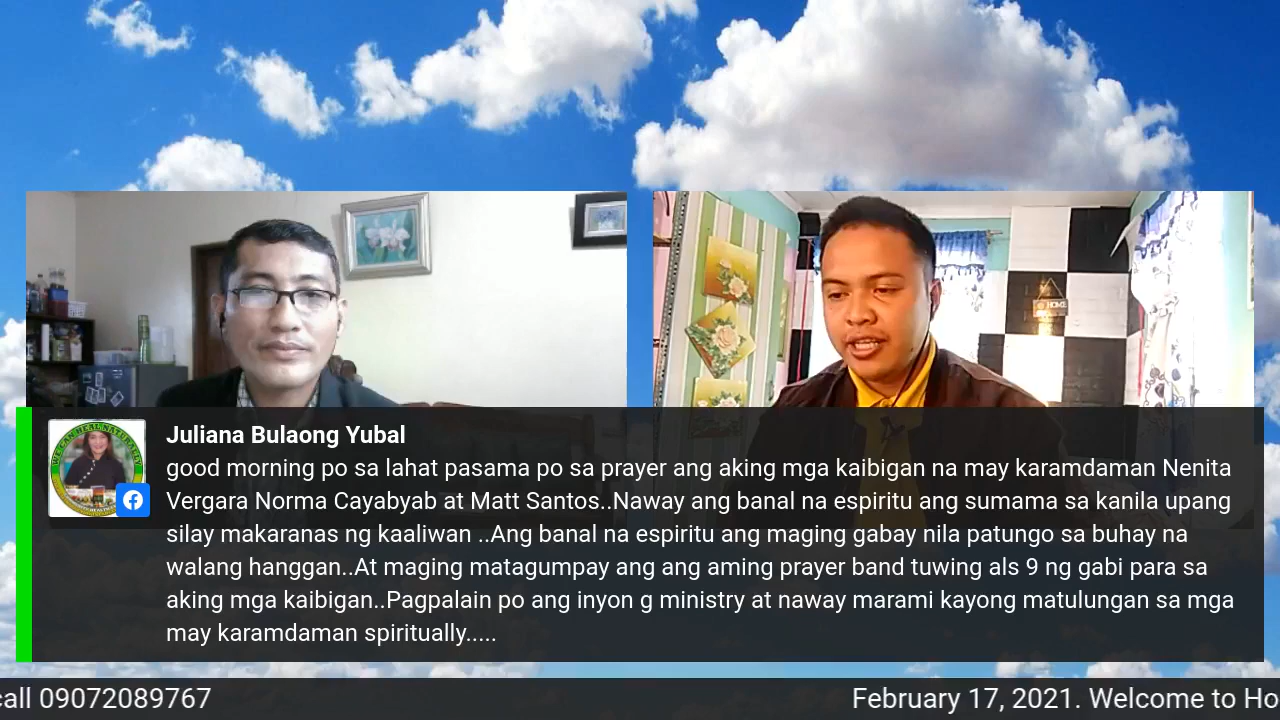 HOME
Juliana Bulaong Yubal
good morning po sa lahat pasama po sa prayer ang aking mga kaibigan na may karamdaman Nenita
Vergara Norma Cayabyab at Matt Santos..Naway ang banal na espiritu ang sumama sa kanila upang
silay makaranas ng kaaliwan ..Ang banal na espiritu ang maging gabay nila patungo sa buhay na
walang hanggan..At maging matagumpay ang ang aming prayer band tuwing als 9 ng gabi para sa
aking mga kaibigan..Pagpalain po ang inyon g ministry at naway marami kayong matulungan sa mga
may karamdaman spiritually.....
call 09072089767
February 17, 2021. Welcome to Ho